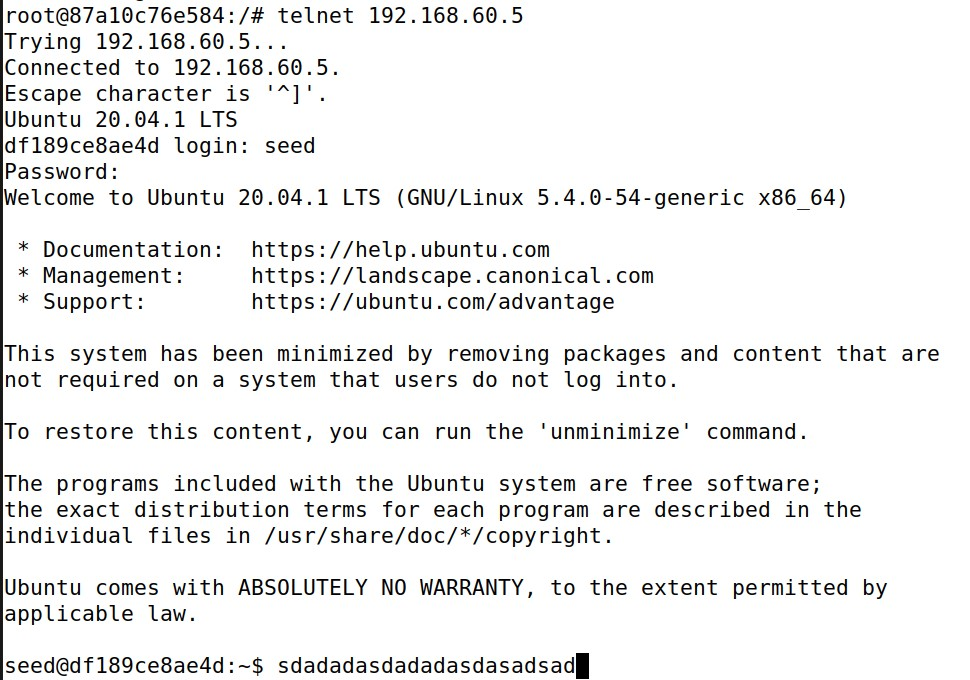 root@87a10c76e584:/# telnet 192.168.60.5
Trying 192.168.60.5...
Connected to 192.168.60.5.
Escape character is '^]'.
Ubuntu 20.04.1 LTS
df189ce8ae4d login: seed
Password:
Welcome to Ubuntu 20.04.1 LTS (GNU/Linux 5.4.0-54-generic x86_64)
 * Documentation:  https://help.ubuntu.com
 * Management:     https://landscape.canonical.com
 * Support:        https://ubuntu.com/advantage
This system has been minimized by removing packages and content that are
not required on a system that users do not log into.
To restore this content, you can run the 'unminimize' command.
The programs included with the Ubuntu system are free software;
the exact distribution terms for each program are described in the
individual files in /usr/share/doc/*/copyright.
Ubuntu comes with ABSOLUTELY NO WARRANTY, to the extent permitted by
applicable law.
seed@df189ce8ae4d:~$ sdadadasdadadasdasadsad